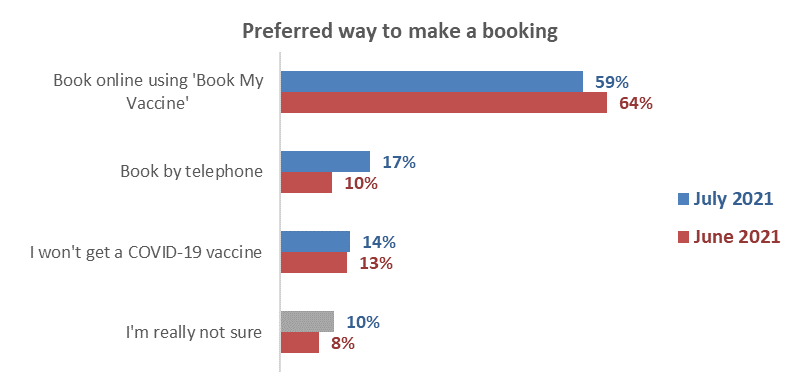 Preferred way to make a booking
Book online using 'Book My
Vaccine'
59%
64%
Book by telephone
17%
10%
I won't get a COVID-19 vaccine
14%
13%
I'm really not sure
10%
8%
July 2021
June 2021